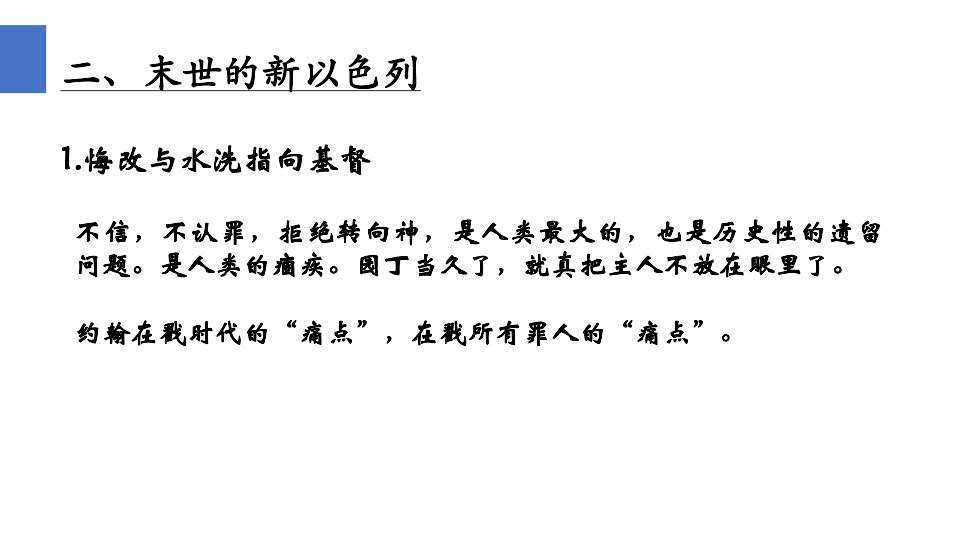 二、末世的新以色列
1.悔改与水洗指向基督
不信，不认罪，拒绝转向神，是人类最大的，也是历史性的遗留
问题。是人类的痼疾。园丁当久了，就真把主人不放在眼里了。
约翰在戳时代的“痛点”，在戳所有罪人的“痛点”。